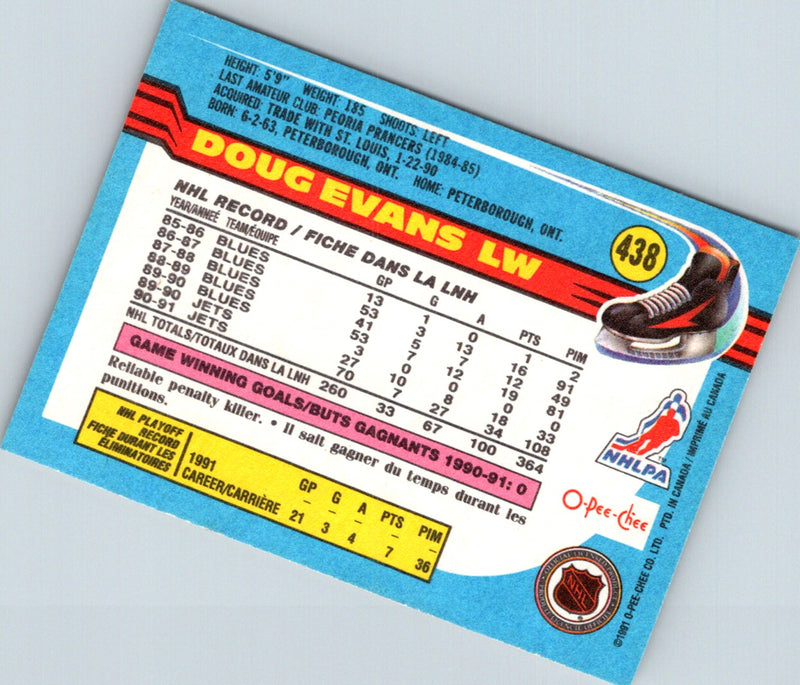 HEIGHT: 5'9" WEIGHT: 185 SHOOTS: LEFT
LAST AMATEUR CLUB: PEORIA PRANCERS (1984-85)
ACQUIRED: TRADE WITH ST. LOUIS, 1-22-90
BORN: 6-2-63, PETERBOROUGH, ONT. HOME: PETERBOROUGH, ONT.
DOUG EVANS LW
438
NHL RECORD / FICHE DANS LA LNH
YEAR/ANNEÉ TEAM/ÉQUIPE GP G A PTS PIM
85-86 BLUES 13 1 0 1 2
86-87 BLUES 53 3 13 16 91
87-88 BLUES 41 5 7 12 49
88-89 BLUES 53 7 12 19 81
89-90 BLUES 3 0 0 0 0
89-90 JETS 27 10 8 18 33
90-91 JETS 70 7 27 34 108
NHL TOTALS/TOTAUX DANS LA LNH 260 33 67 100 364
GAME WINNING GOALS/BUTS GAGNANTS 1990-91: 0
Reliable penalty killer. • Il sait gagner du temps durant les
punitions.
NHL PLAYOFF
RECORD
FICHE DURANT LES
ÉLIMINATOIRES
GP G A PTS PIM
1991 – – – – –
CAREER/CARRIÈRE 21 3 4 7 36
NHLPA
TM
O-Pee-Chee
NHL
©1991 O-PEE-CHEE CO. LTD. PTD. IN CANADA / IMPRIMÉ AU CANADA